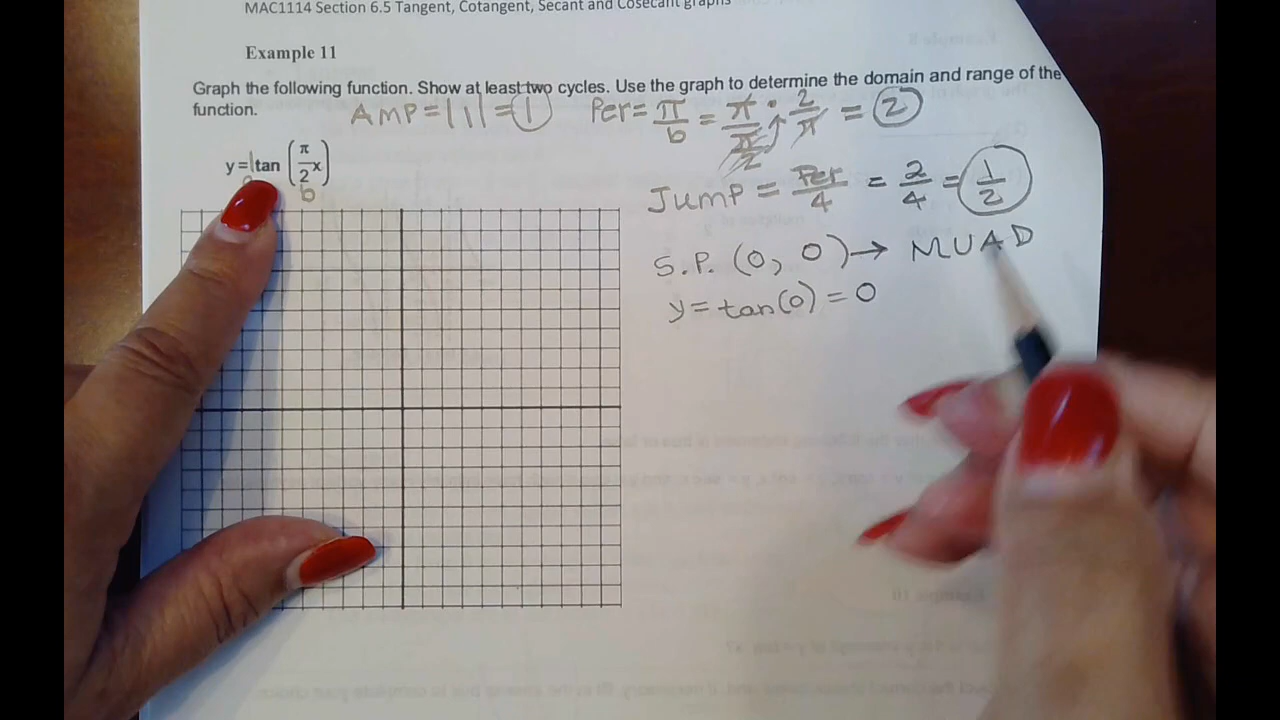 MAC1114 Section 6.5 Tangent, Cotangent, Secant and Cosecant graphs
Example 11
Graph the following function. Show at least two cycles. Use the graph to determine the domain and range of the
function.
AMP = |1| = 1
Per = π/b = π/(π/2) · 2/π = 2
y = 1 tan (π/2 x)
b
Jump = Per/4 = 2/4 = 1/2
S.P. (0, 0) → MUAD
y = tan(0) = 0